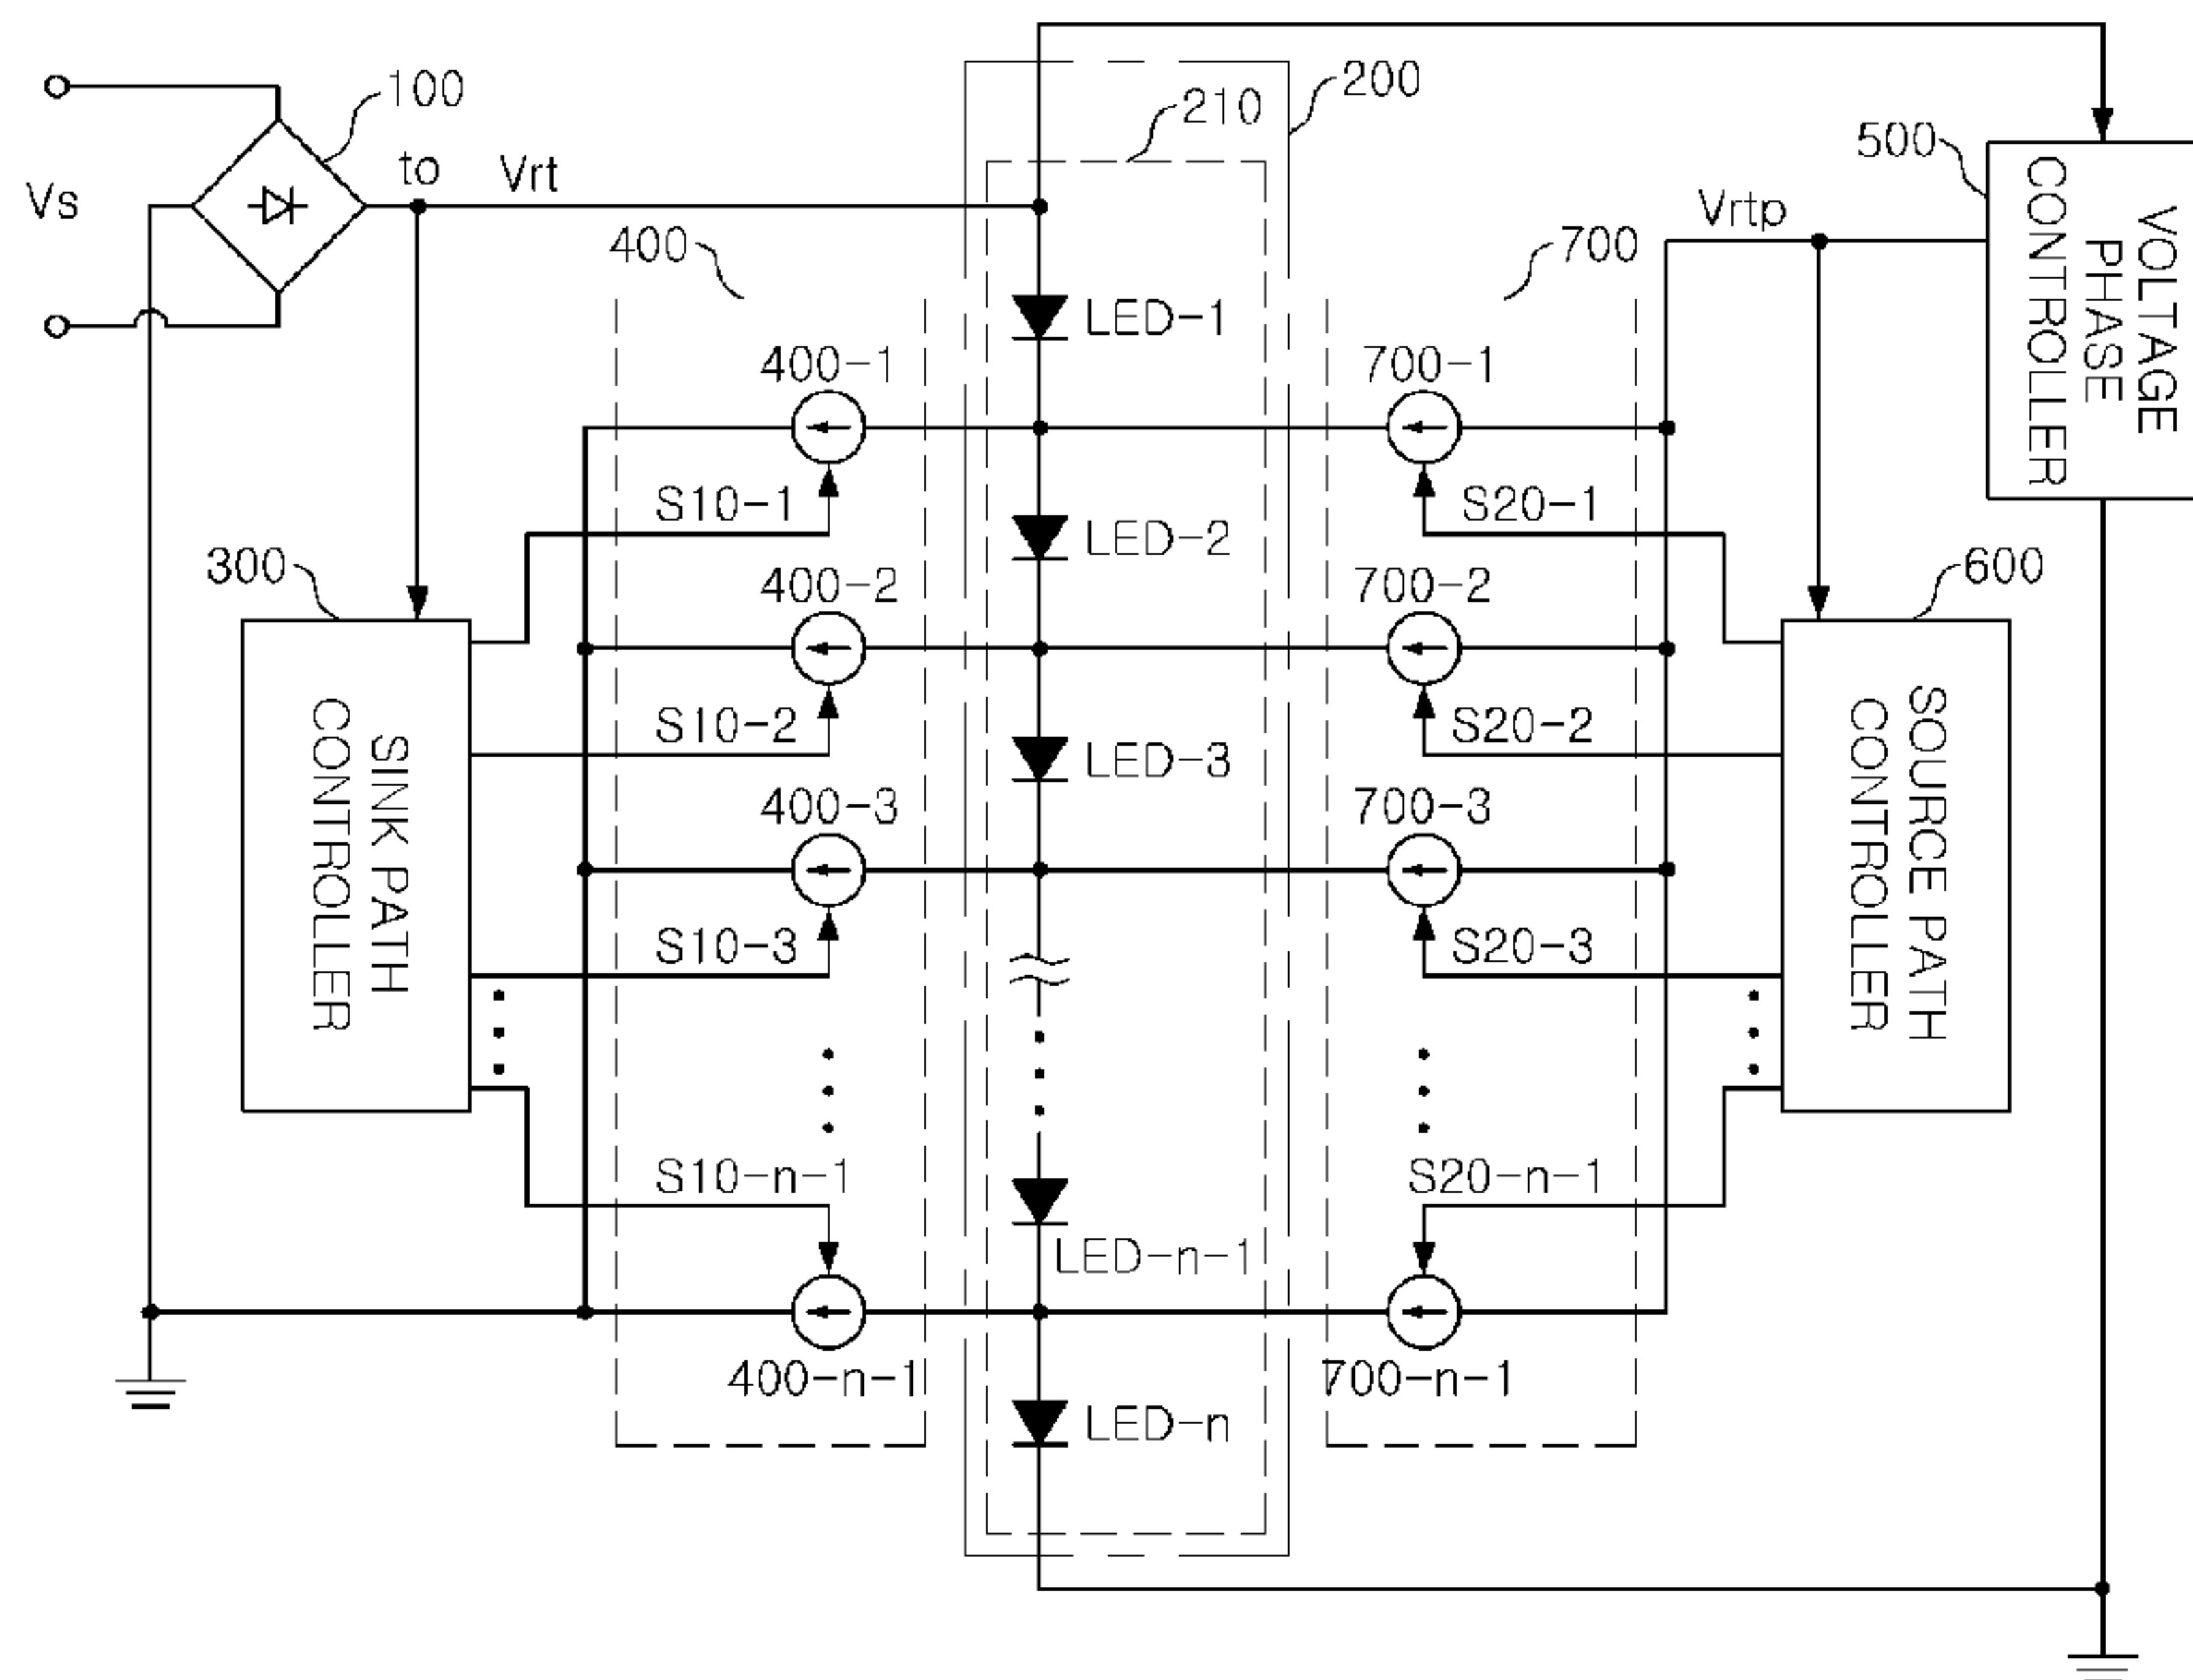 100
200
210
Vs
to
Vrt
500
VOLTAGE
PHASE
CONTROLLER
Vrtp
400
700
LED-1
400-1
700-1
S10-1
S20-1
LED-2
300
400-2
700-2
600
SINK PATH
CONTROLLER
SOURCE PATH
CONTROLLER
S10-2
S20-2
LED-3
400-3
700-3
S10-3
S20-3
S10-n-1
S20-n-1
LED-n-1
400-n-1
700-n-1
LED-n